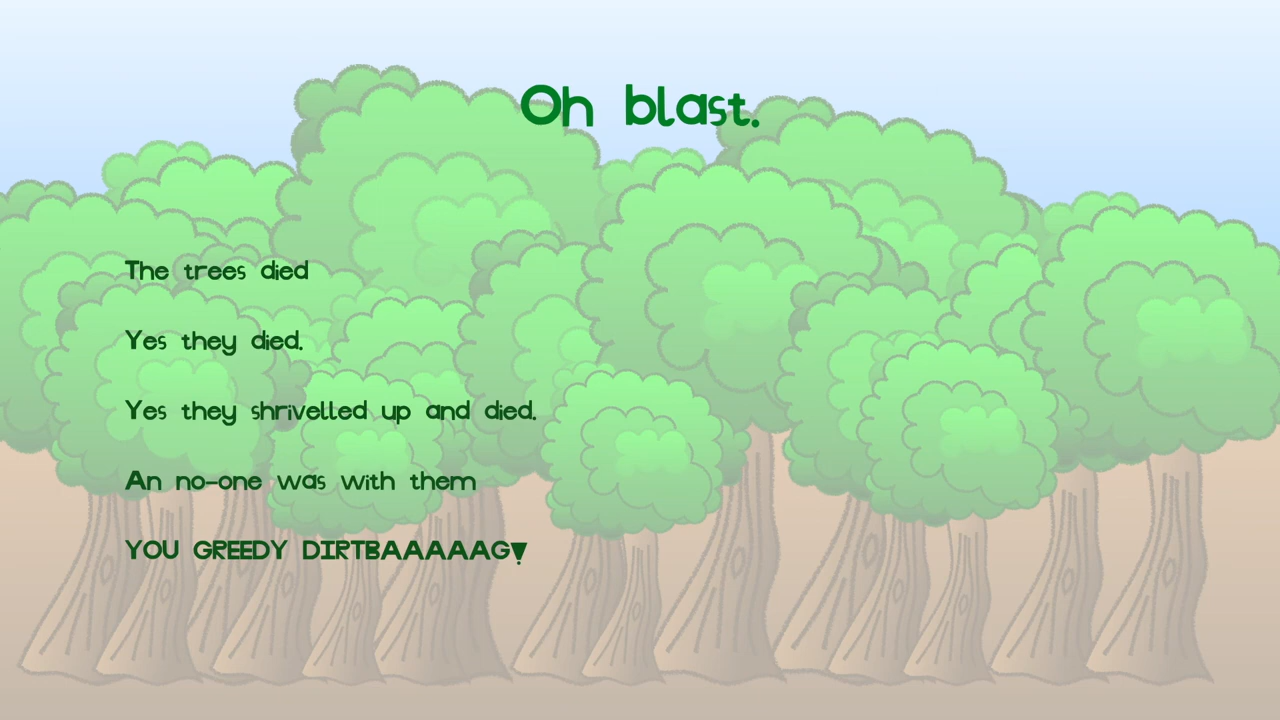 Oh blast.
The trees died
Yes they died.
Yes they shrivelled up and died.
An no-one was with them
YOU GREEDY DIRTBAAAAAG!